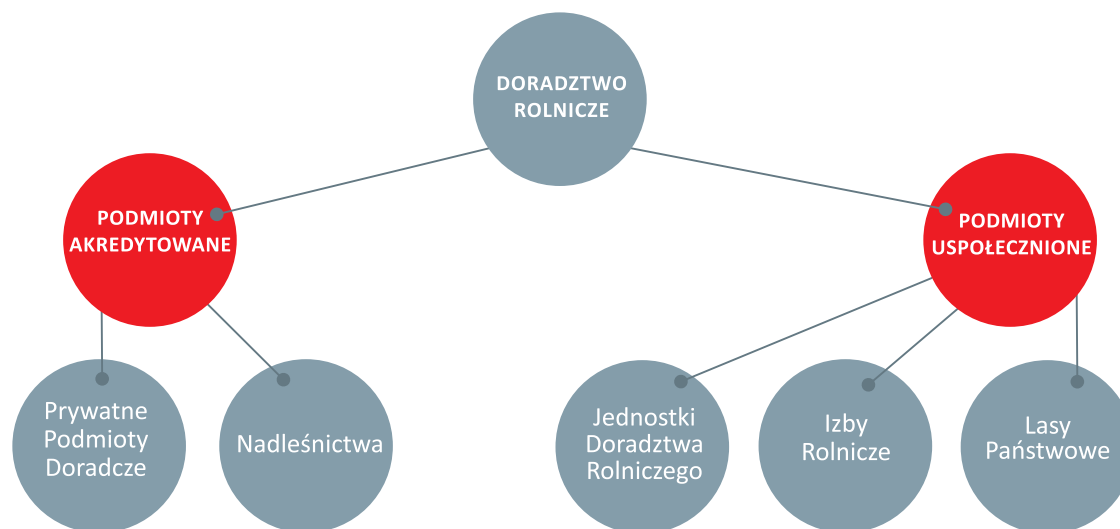 DORADZTWO
ROLNICZE
PODMIOTY
AKREDYTOWANE
PODMIOTY
USPOŁECZNIONE
Prywatne
Podmioty
Doradcze
Nadleśnictwa
Jednostki
Doradztwa
Rolniczego
Izby
Rolnicze
Lasy
Państwowe